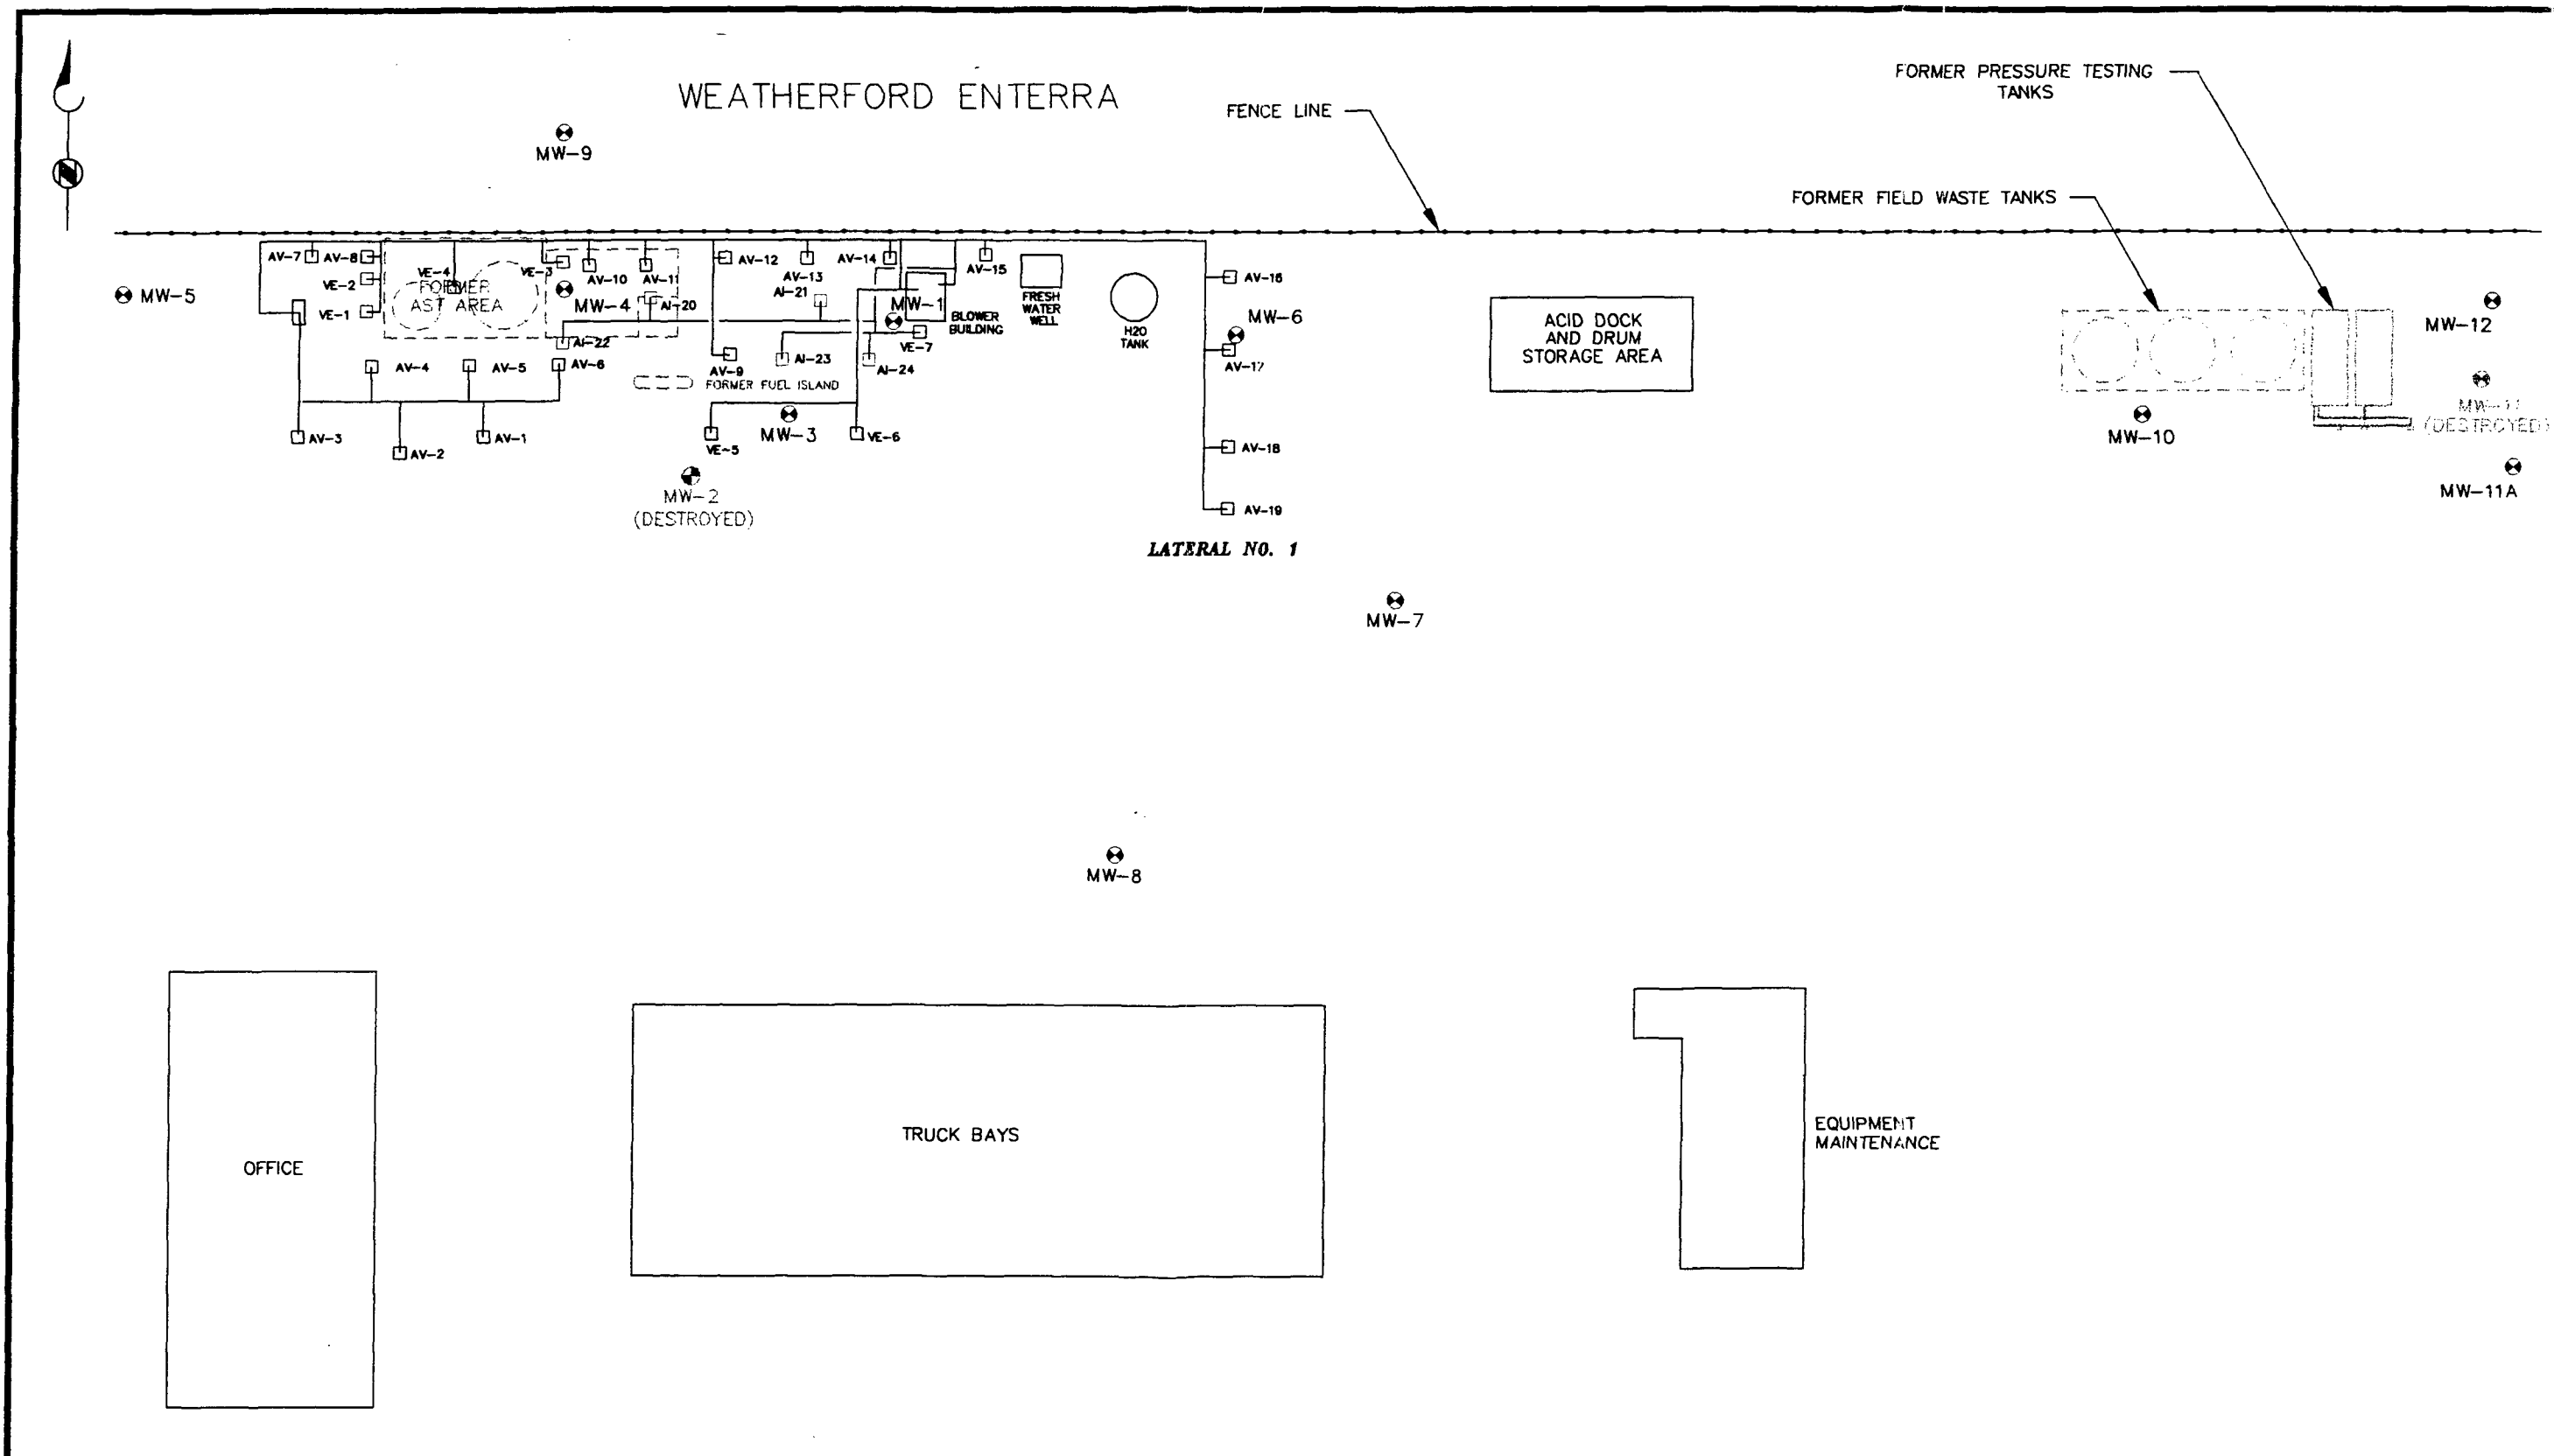 WEATHERFORD ENTERRA
FORMER PRESSURE TESTING
TANKS
FENCE LINE
MW-9
FORMER FIELD WASTE TANKS
N
AV-7
AV-8
VE-4
VE-3
AV-10
AV-11
AV-12
AV-13
AV-14
AV-15
AV-16
VE-2
FORMER
AST AREA
MW-5
MW-4
AI-20
AI-21
MW-1
FRESH
WATER
WELL
VE-1
BLOWER
BUILDING
H20
TANK
MW-6
ACID DOCK
AND DRUM
STORAGE AREA
MW-12
AI-22
VE-7
AV-4
AV-5
AV-6
AV-9
AI-23
AI-24
AV-17
FORMER FUEL ISLAND
MW-11
(DESTROYED)
AV-3
AV-2
AV-1
VE-5
MW-3
VE-6
AV-18
MW-10
MW-2
(DESTROYED)
AV-19
MW-11A
LATERAL NO. 1
MW-7
MW-8
OFFICE
TRUCK BAYS
EQUIPMENT
MAINTENANCE